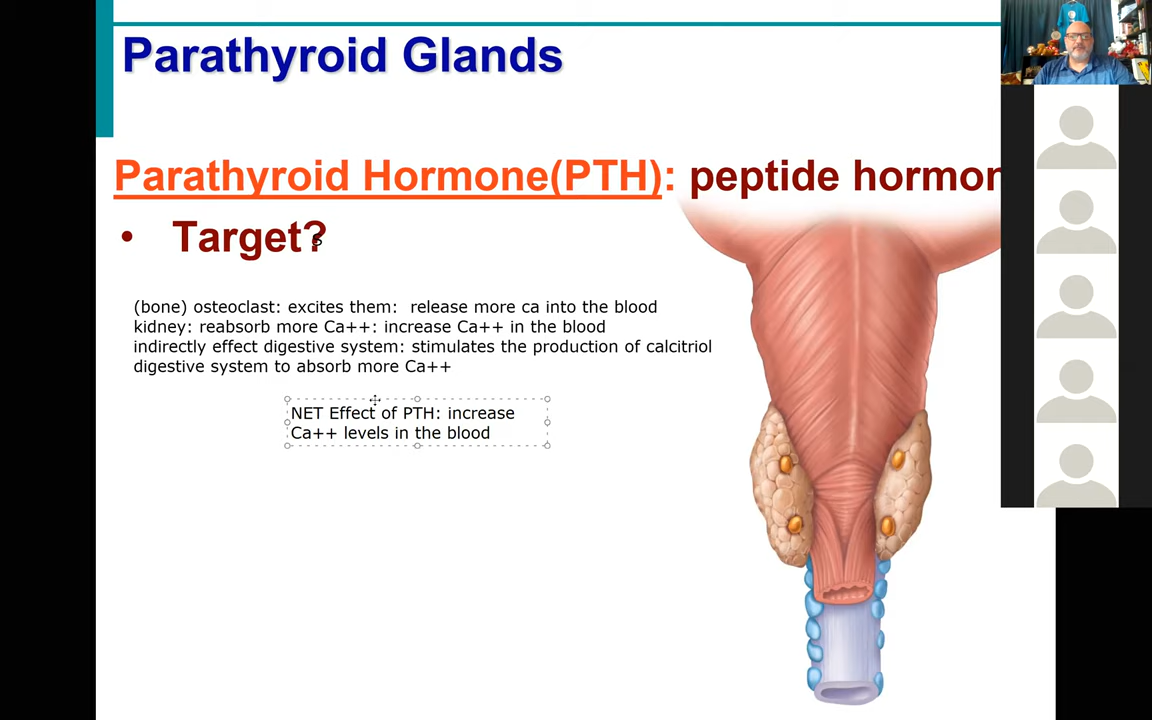 Parathyroid Glands
Parathyroid Hormone(PTH): peptide hormon
• Target?
(bone) osteoclast: excites them: release more ca into the blood
kidney: reabsorb more Ca++: increase Ca++ in the blood
indirectly effect digestive system: stimulates the production of calcitriol
digestive system to absorb more Ca++
NET Effect of PTH: increase
Ca++ levels in the blood